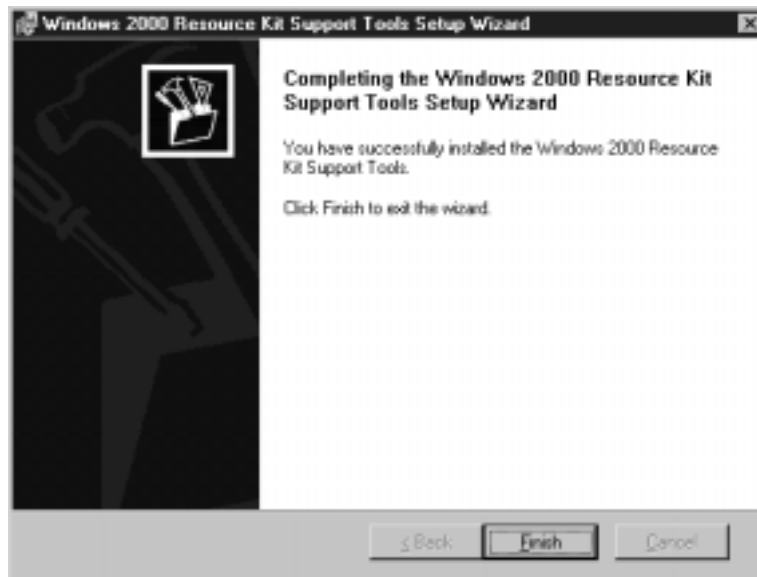 Windows 2000 Resource Kit Support Tools Setup Wizard
Completing the Windows 2000 Resource Kit
Support Tools Setup Wizard
You have successfully installed the Windows 2000 Resource
Kit Support Tools.
Click Finish to exit the wizard.
< Back Finish Cancel